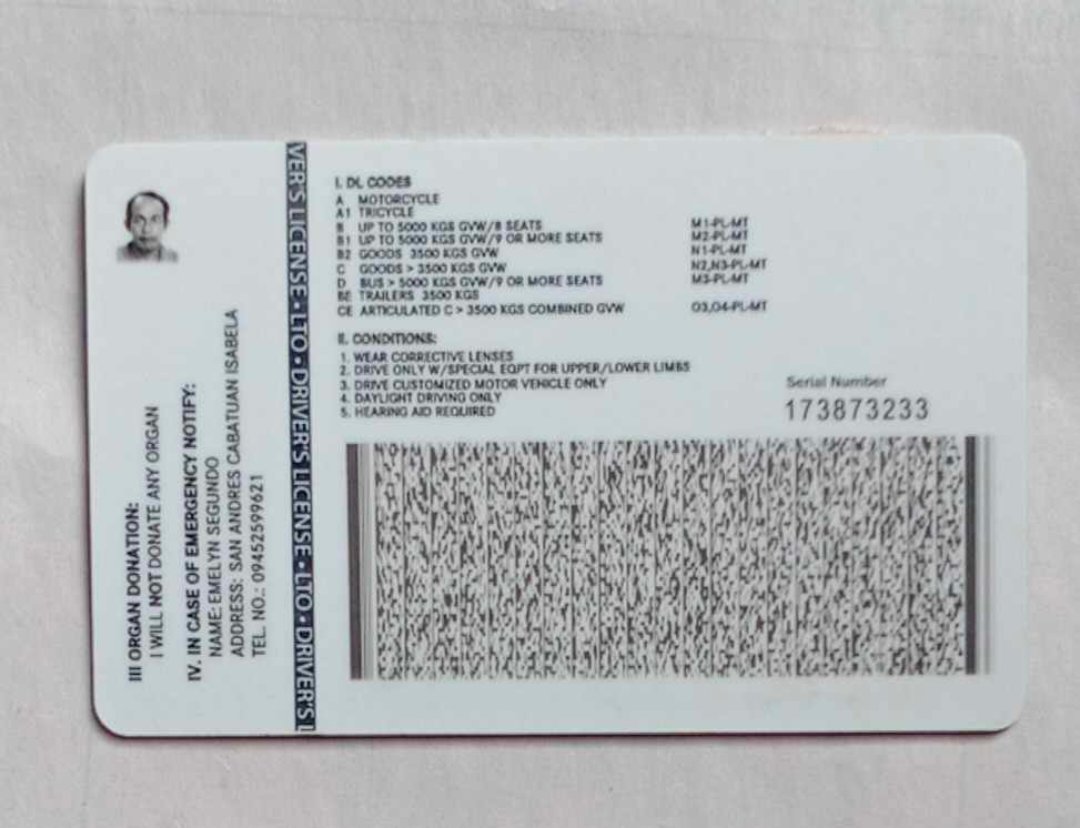 I. DL CODES
A MOTORCYCLE
A1 TRICYCLE
B UP TO 5000 KGS GVW/8 SEATS M1-PL-MT
B1 UP TO 5000 KGS GVW/9 OR MORE SEATS M2-PL-MT
B2 GOODS 3500 KGS GVW N1-PL-MT
C GOODS > 3500 KGS GVW N2,N3-PL-MT
D BUS > 5000 KGS GVW/9 OR MORE SEATS M3-PL-MT
BE TRAILERS 3500 KGS
CE ARTICULATED C > 3500 KGS COMBINED GVW O3,O4-PL-MT
II. CONDITIONS:
1. WEAR CORRECTIVE LENSES
2. DRIVE ONLY W/SPECIAL EQPT FOR UPPER/LOWER LIMBS
3. DRIVE CUSTOMIZED MOTOR VEHICLE ONLY
4. DAYLIGHT DRIVING ONLY
5. HEARING AID REQUIRED
Serial Number
173873233
VER'S LICENSE • LTO • DRIVER'S LICENSE • LTO • DRIVER'S L
III ORGAN DONATION:
I WILL NOT DONATE ANY ORGAN
IV. IN CASE OF EMERGENCY NOTIFY:
NAME: EMELYN SEGUNDO
ADDRESS: SAN ANDRES CABATUAN ISABELA
TEL. NO.: 09452599621